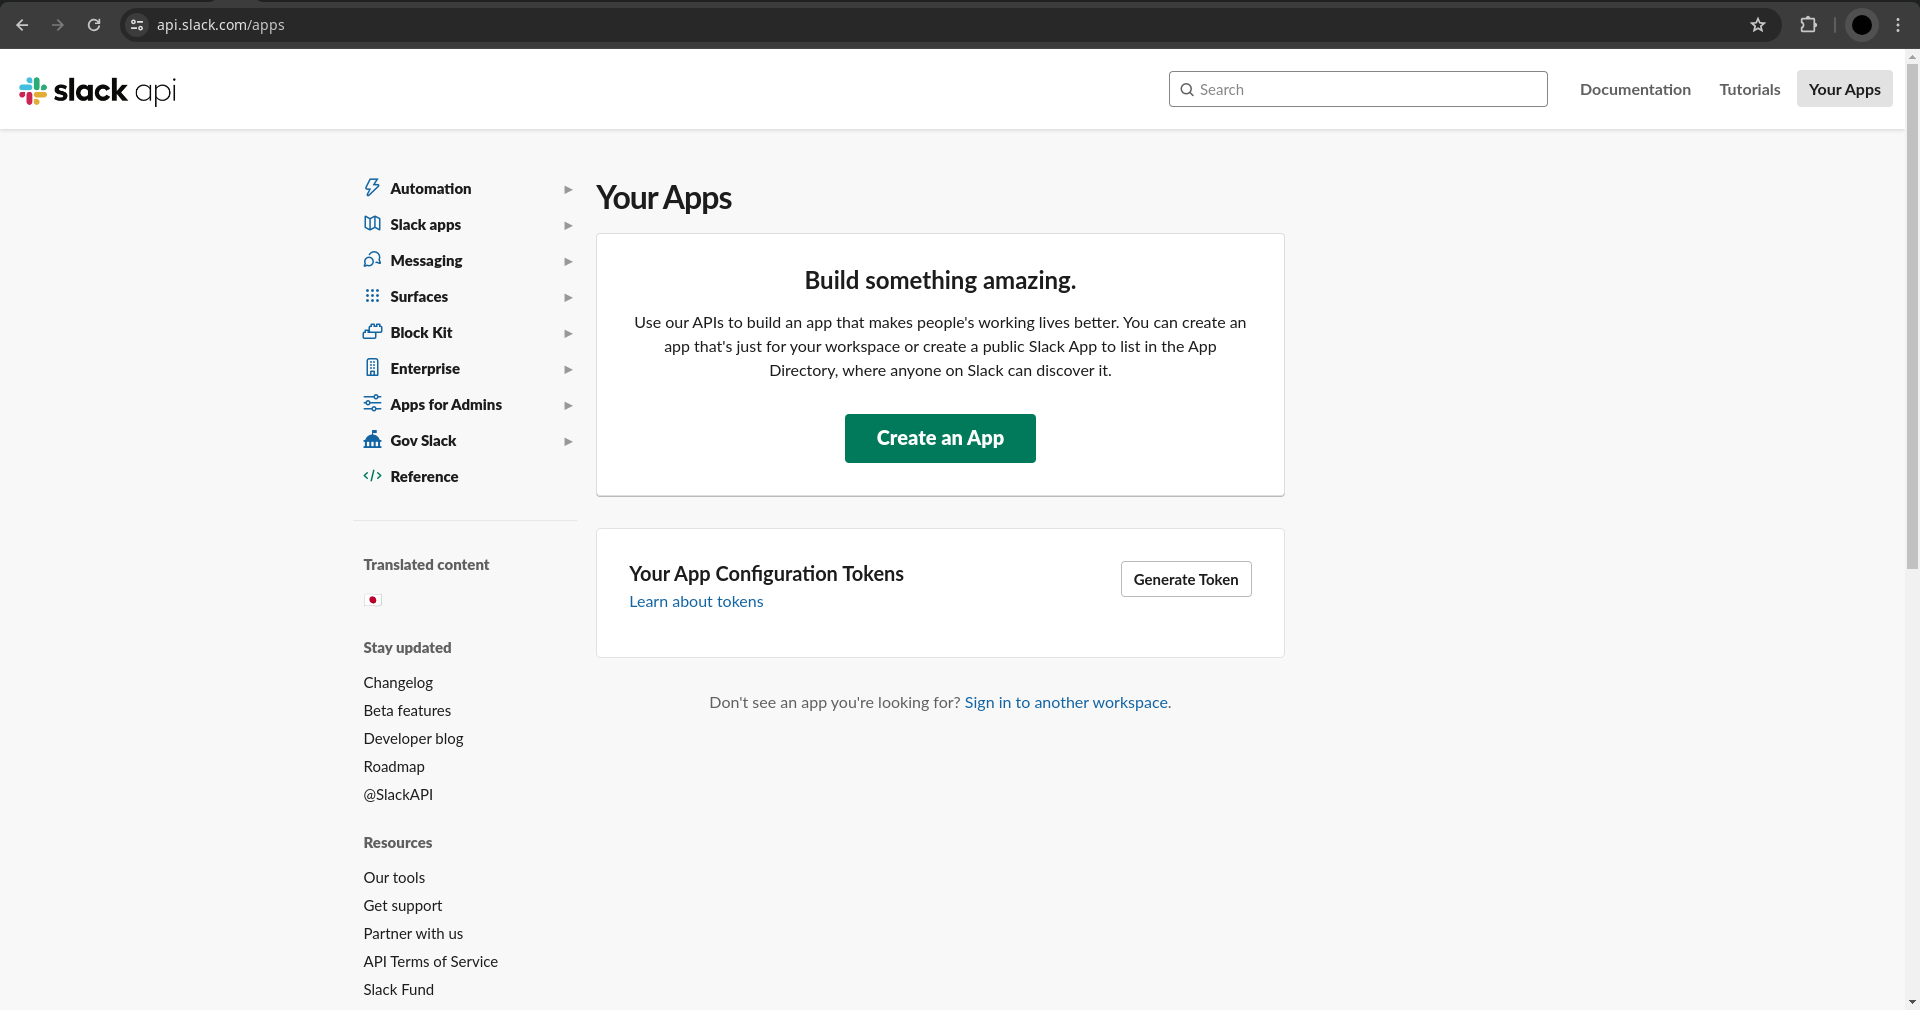 api.slack.com/apps
slack api
Search
Documentation
Tutorials
Your Apps
Automation
Slack apps
Messaging
Surfaces
Block Kit
Enterprise
Apps for Admins
Gov Slack
Reference
Translated content
Stay updated
Changelog
Beta features
Developer blog
Roadmap
@SlackAPI
Resources
Our tools
Get support
Partner with us
API Terms of Service
Slack Fund
Your Apps
Build something amazing.
Use our APIs to build an app that makes people's working lives better. You can create an
app that's just for your workspace or create a public Slack App to list in the App
Directory, where anyone on Slack can discover it.
Create an App
Your App Configuration Tokens
Learn about tokens
Generate Token
Don't see an app you're looking for? Sign in to another workspace.